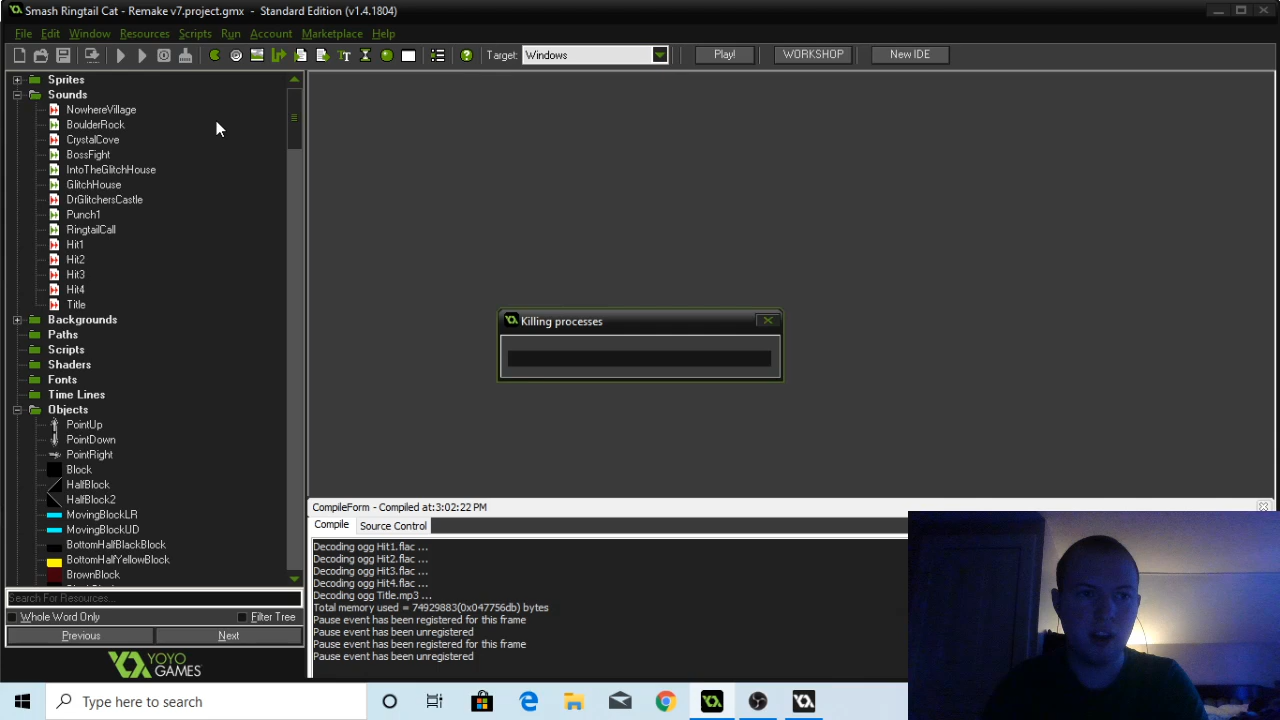 Smash Ringtail Cat - Remake v7.project.gmx - Standard Edition (v1.4.1804)
File Edit Window Resources Scripts Run Account Marketplace Help
Target: Windows Play! WORKSHOP New IDE
Sprites
Sounds
NowhereVillage
BoulderRock
CrystalCove
BossFight
IntoTheGlitchHouse
GlitchHouse
DrGlitchersCastle
Punch1
RingtailCall
Hit1
Hit2
Hit3
Hit4
Title
Backgrounds
Paths
Scripts
Shaders
Fonts
Time Lines
Objects
PointUp
PointDown
PointRight
Block
HalfBlock
HalfBlock2
MovingBlockLR
MovingBlockUD
BottomHalfBlackBlock
BottomHalfYellowBlock
BrownBlock
Search For Resources...
Whole Word Only Filter Tree
Previous Next
YOYO
GAMES
Killing processes
CompileForm - Compiled at:3:02:22 PM
Compile Source Control
Decoding ogg Hit1.flac ...
Decoding ogg Hit2.flac ...
Decoding ogg Hit3.flac ...
Decoding ogg Hit4.flac ...
Decoding ogg Title.mp3 ...
Total memory used = 74929883(0x047756db) bytes
Pause event has been registered for this frame
Pause event has been unregistered
Pause event has been registered for this frame
Pause event has been unregistered
Type here to search